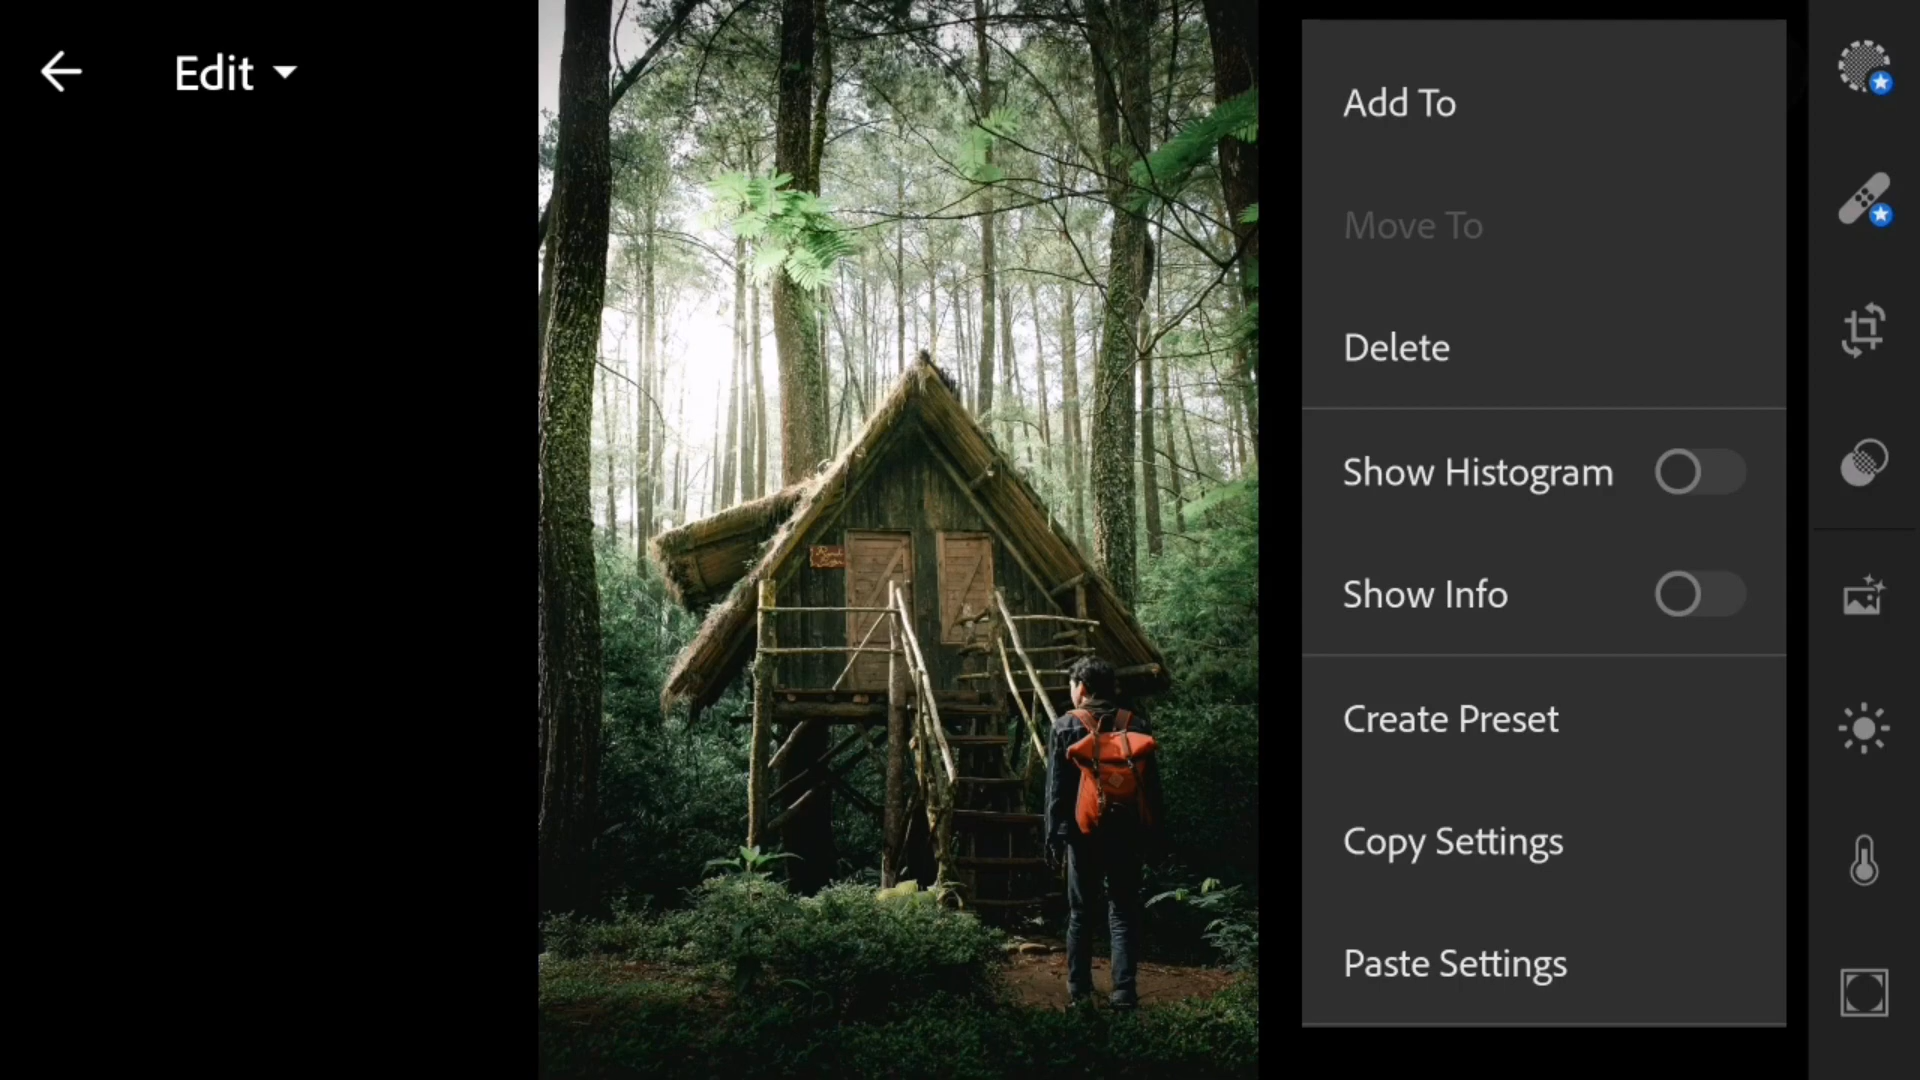 Edit
Add To
Move To
Delete
Show Histogram
Show Info
Create Preset
Copy Settings
Paste Settings